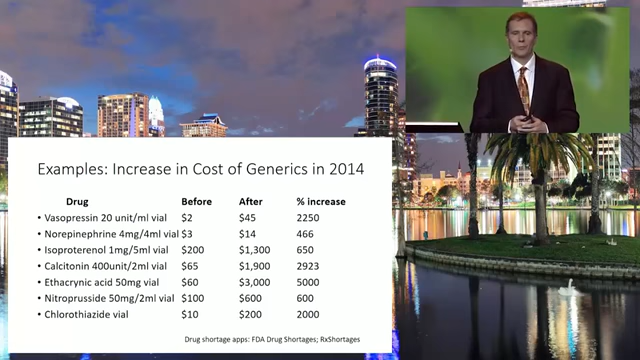 Examples: Increase in Cost of Generics in 2014
Drug Before After % increase
• Vasopressin 20 unit/ml vial $2 $45 2250
• Norepinephrine 4mg/4ml vial $3 $14 466
• Isoproterenol 1mg/5ml vial $200 $1,300 650
• Calcitonin 400unit/2ml vial $65 $1,900 2923
• Ethacrynic acid 50mg vial $60 $3,000 5000
• Nitroprusside 50mg/2ml vial $100 $600 600
• Chlorothiazide vial $10 $200 2000
Drug shortage apps: FDA Drug Shortages; RxShortages